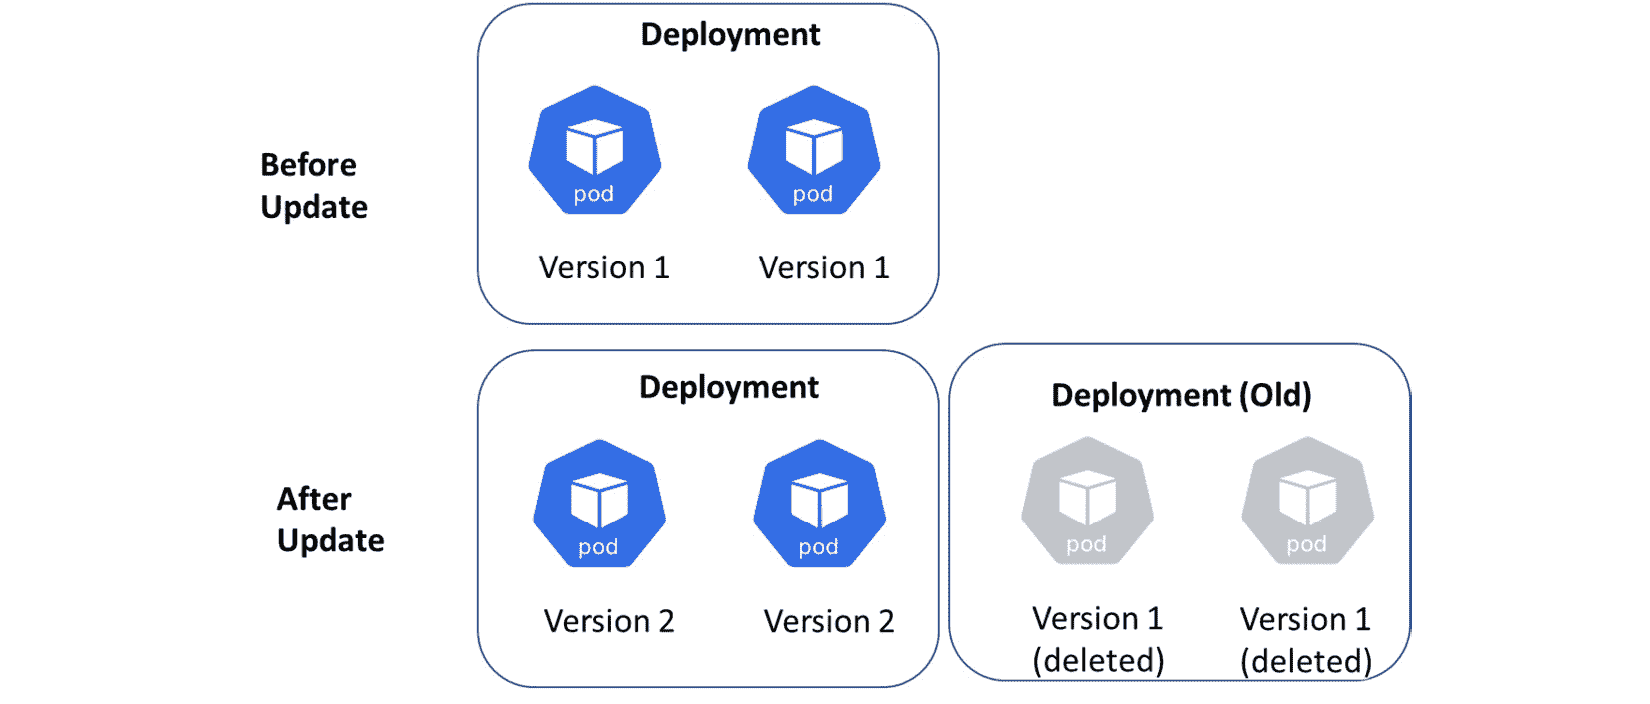 Deployment
pod pod
Before
Update
Version 1 Version 1
Deployment
Deployment (Old)
pod pod pod pod
After
Update
Version 2 Version 2
Version 1 Version 1
(deleted) (deleted)